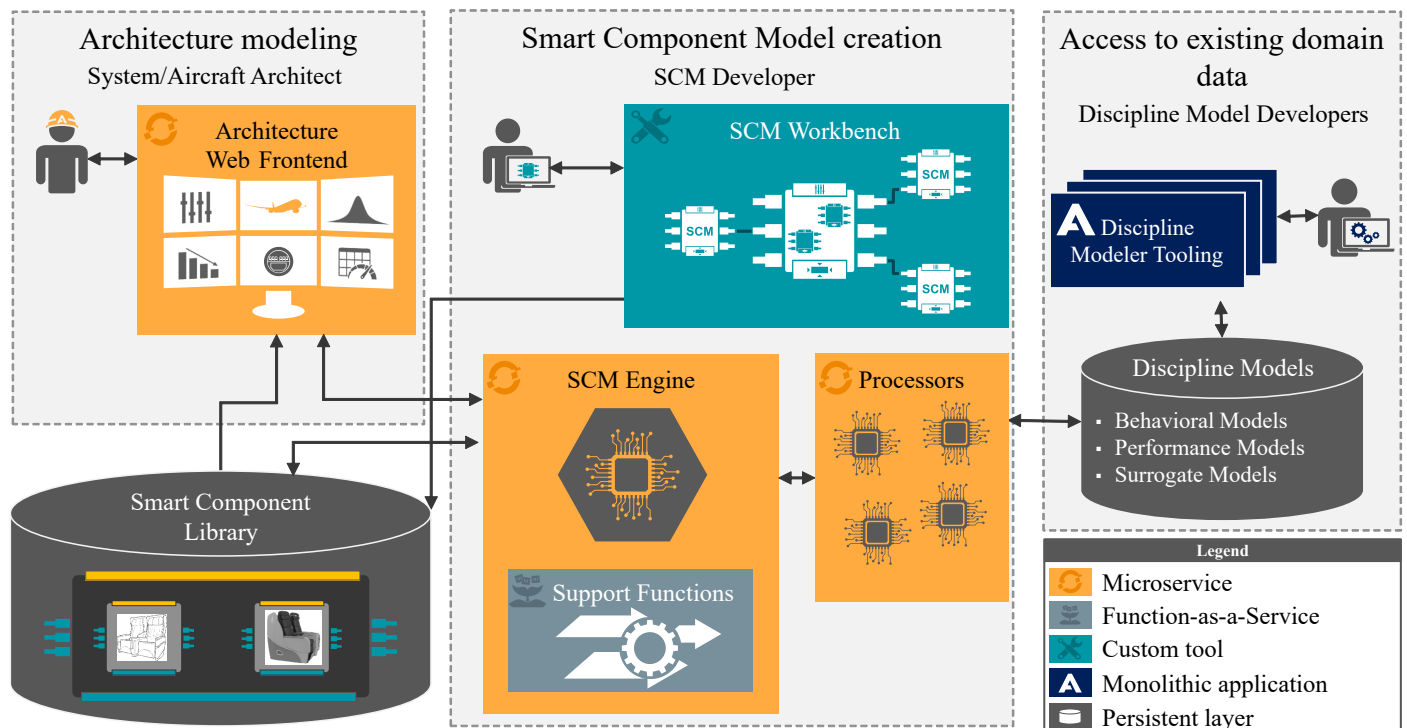 Architecture modeling
System/Aircraft Architect
Architecture
Web Frontend
Smart Component Model creation
SCM Developer
SCM Workbench
SCM
SCM
SCM
Access to existing domain
data
Discipline Model Developers
A Discipline
Modeler Tooling
Discipline Models
▪ Behavioral Models
▪ Performance Models
▪ Surrogate Models
SCM Engine
Processors
Support Functions
Smart Component
Library
Legend
Microservice
Function-as-a-Service
Custom tool
A Monolithic application
Persistent layer